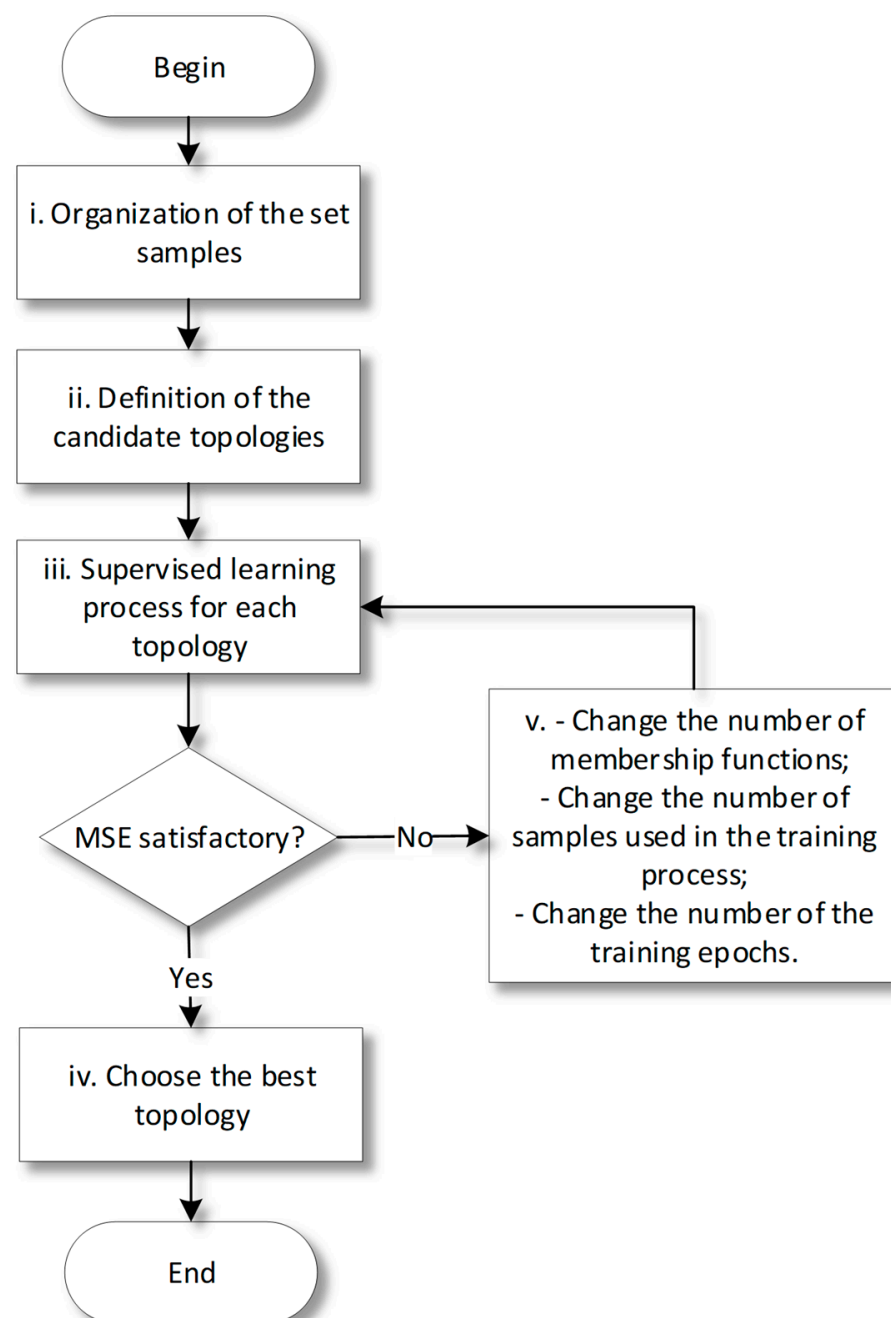 Begin
i. Organization of the set
samples
ii. Definition of the
candidate topologies
iii. Supervised learning
process for each
topology
MSE satisfactory?
No
v. - Change the number of
membership functions;
- Change the number of
samples used in the training
process;
- Change the number of the
training epochs.
Yes
iv. Choose the best
topology
End